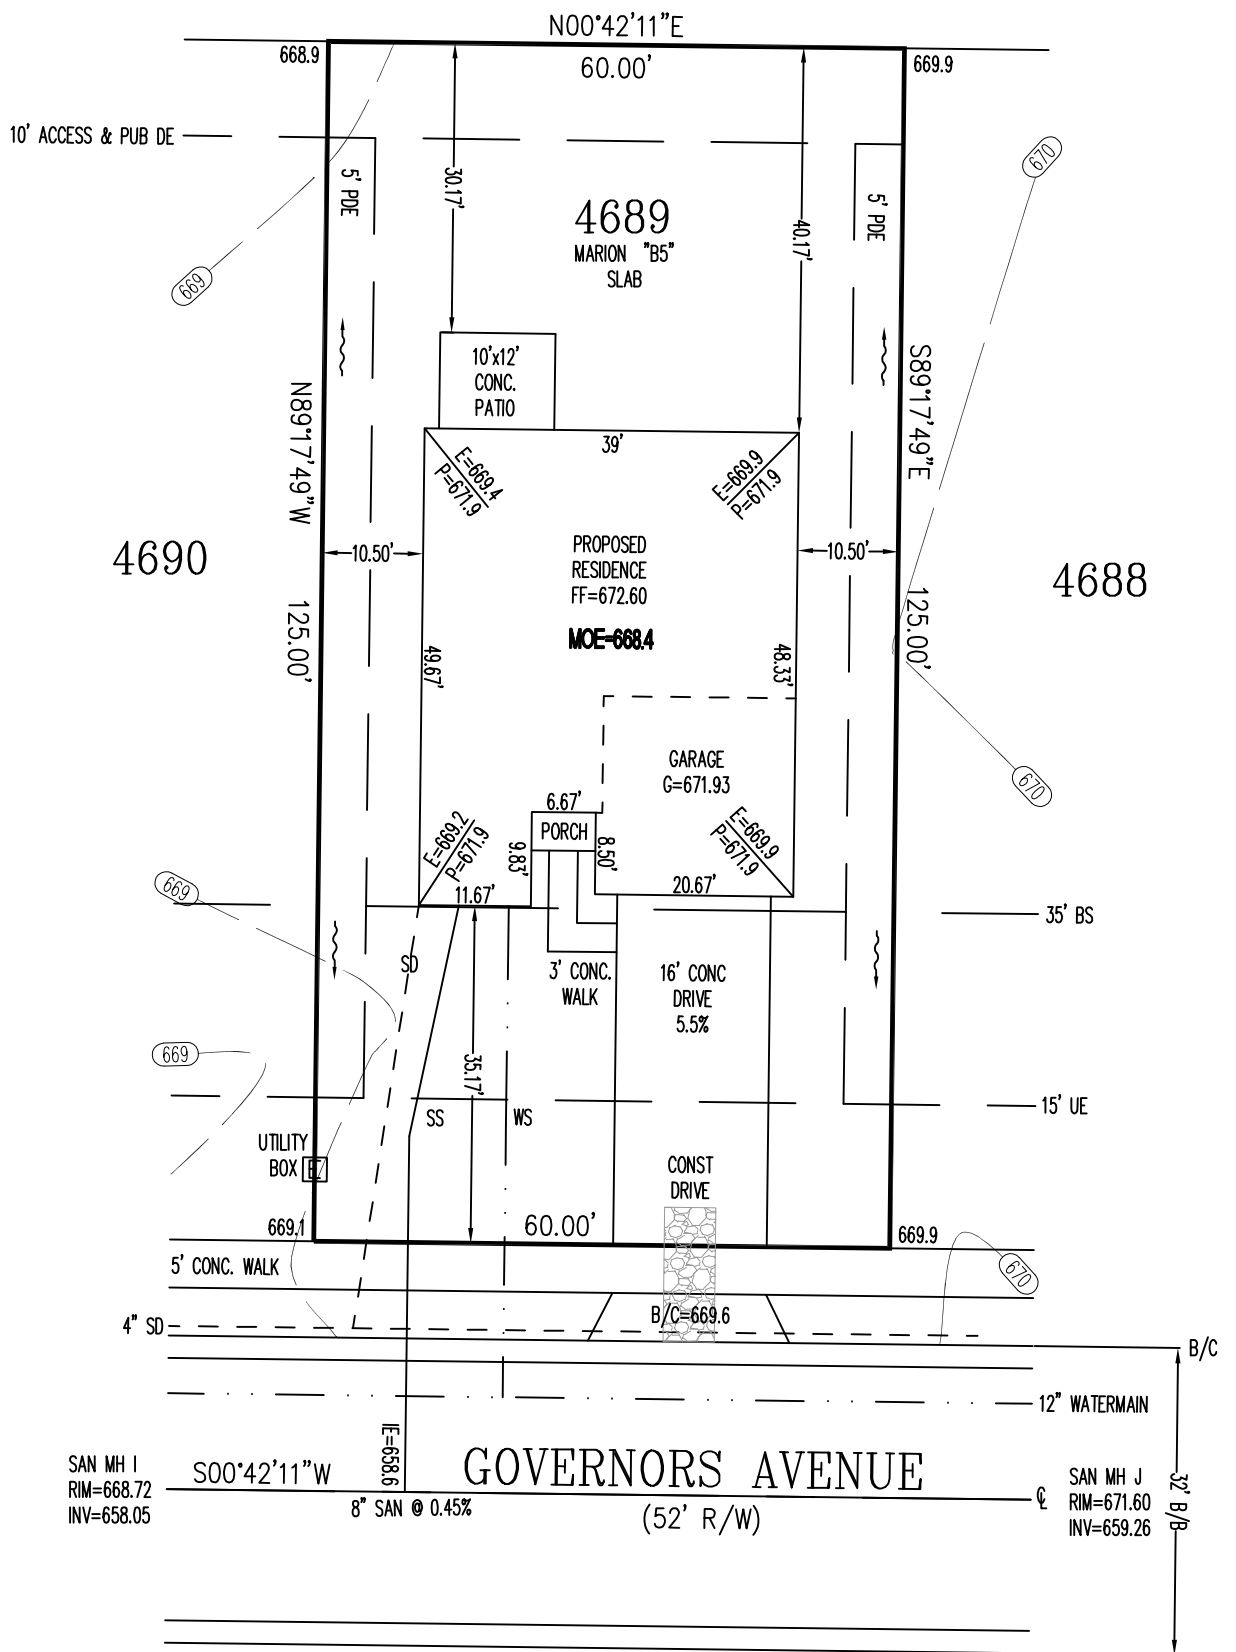 N00°42'11"E
668.9
60.00'
669.9
10' ACCESS & PUB DE
670
5' PDE
30.17'
4689
MARION "B5"
SLAB
40.17'
5' PDE
669
10'x12'
CONC.
PATIO
N89°17'49"W
125.00'
S89°17'49"E
125.00'
39'
E=669.4
P=671.9
E=669.9
P=671.9
4690
10.50'
PROPOSED
RESIDENCE
FF=672.60
MOE=668.4
10.50'
4688
49.67'
48.33'
GARAGE
G=671.93
670
6.67'
PORCH
E=669.2
P=671.9
9.83'
8.50'
E=669.9
P=671.9
11.67'
20.67'
669
35' BS
SD
3' CONC.
WALK
16' CONC
DRIVE
5.5%
669
35.17'
SS
WS
15' UE
UTILITY
BOX
E
CONST
DRIVE
669.1
60.00'
669.9
5' CONC. WALK
670
B/C=669.6
4" SD
B/C
12" WATERMAIN
IE=658.6
SAN MH I
RIM=668.72
INV=658.05
S00°42'11"W
GOVERNORS AVENUE
8" SAN @ 0.45%
(52' R/W)
℄
SAN MH J
RIM=671.60
INV=659.26
32' B/B